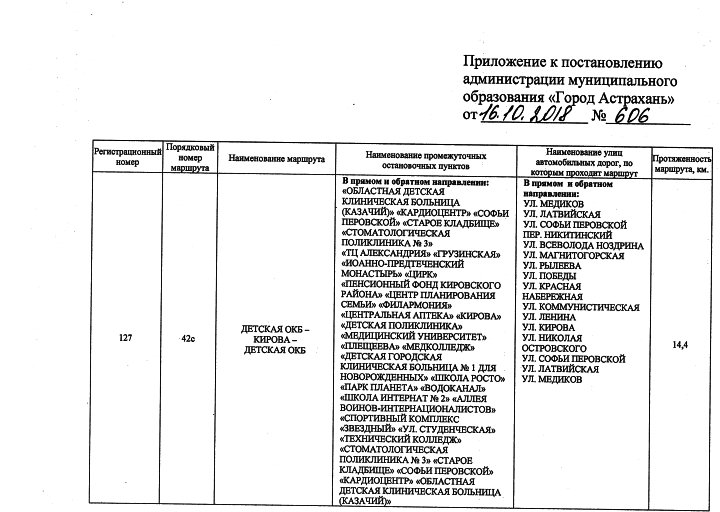 Приложение к постановлению
администрации муниципального
образования «Город Астрахань»
от 16.10.2018 № 606
Регистрационный
номер
Порядковый
номер
маршрута
Наименование маршрута
Наименование промежуточных
остановочных пунктов
Наименование улиц
автомобильных дорог, по
которым проходит маршрут
Протяженность
маршрута, км.
127
42с
ДЕТСКАЯ ОКБ –
КИРОВА –
ДЕТСКАЯ ОКБ
В прямом и обратном направлении:
«ОБЛАСТНАЯ ДЕТСКАЯ
КЛИНИЧЕСКАЯ БОЛЬНИЦА
(КАЗАЧИЙ)» «КАРДИОЦЕНТР» «СОФЬИ
ПЕРОВСКОЙ» «СТАРОЕ КЛАДБИЩЕ»
«СТОМАТОЛОГИЧЕСКАЯ
ПОЛИКЛИНИКА № 3»
«ТЦ АЛЕКСАНДРИЯ» «ГРУЗИНСКАЯ»
«ИОАННО-ПРЕДТЕЧЕНСКИЙ
МОНАСТЫРЬ» «ЦИРК»
«ПЕНСИОННЫЙ ФОНД КИРОВСКОГО
РАЙОНА» «ЦЕНТР ПЛАНИРОВАНИЯ
СЕМЬИ» «ФИЛАРМОНИЯ»
«ЦЕНТРАЛЬНАЯ АПТЕКА» «КИРОВА»
«ДЕТСКАЯ ПОЛИКЛИНИКА»
«МЕДИЦИНСКИЙ УНИВЕРСИТЕТ»
«ПЛЕЩЕЕВА» «МЕДКОЛЛЕДЖ»
«ДЕТСКАЯ ГОРОДСКАЯ
КЛИНИЧЕСКАЯ БОЛЬНИЦА № 1 ДЛЯ
НОВОРОЖДЕННЫХ» «ШКОЛА РОСТО»
«ПАРК ПЛАНЕТА» «ВОДОКАНАЛ»
«ШКОЛА ИНТЕРНАТ № 2» «АЛЛЕЯ
ВОИНОВ-ИНТЕРНАЦИОНАЛИСТОВ»
«СПОРТИВНЫЙ КОМПЛЕКС
«ЗВЕЗДНЫЙ» «УЛ. СТУДЕНЧЕСКАЯ»
«ТЕХНИЧЕСКИЙ КОЛЛЕДЖ»
«СТОМАТОЛОГИЧЕСКАЯ
ПОЛИКЛИНИКА № 3» «СТАРОЕ
КЛАДБИЩЕ» «СОФЬИ ПЕРОВСКОЙ»
«КАРДИОЦЕНТР» «ОБЛАСТНАЯ
ДЕТСКАЯ КЛИНИЧЕСКАЯ БОЛЬНИЦА
(КАЗАЧИЙ)»
В прямом и обратном
направлении:
УЛ. МЕДИКОВ
УЛ. ЛАТВИЙСКАЯ
УЛ. СОФЬИ ПЕРОВСКОЙ
ПЕР. НИКИТИНСКИЙ
УЛ. ВСЕВОЛОДА НОЗДРИНА
УЛ. МАГНИТОГОРСКАЯ
УЛ. РЫЛЕЕВА
УЛ. ПОБЕДЫ
УЛ. КРАСНАЯ
НАБЕРЕЖНАЯ
УЛ. КОММУНИСТИЧЕСКАЯ
УЛ. ЛЕНИНА
УЛ. КИРОВА
УЛ. НИКОЛАЯ
ОСТРОВСКОГО
УЛ. СОФЬИ ПЕРОВСКОЙ
УЛ. ЛАТВИЙСКАЯ
УЛ. МЕДИКОВ
14,4